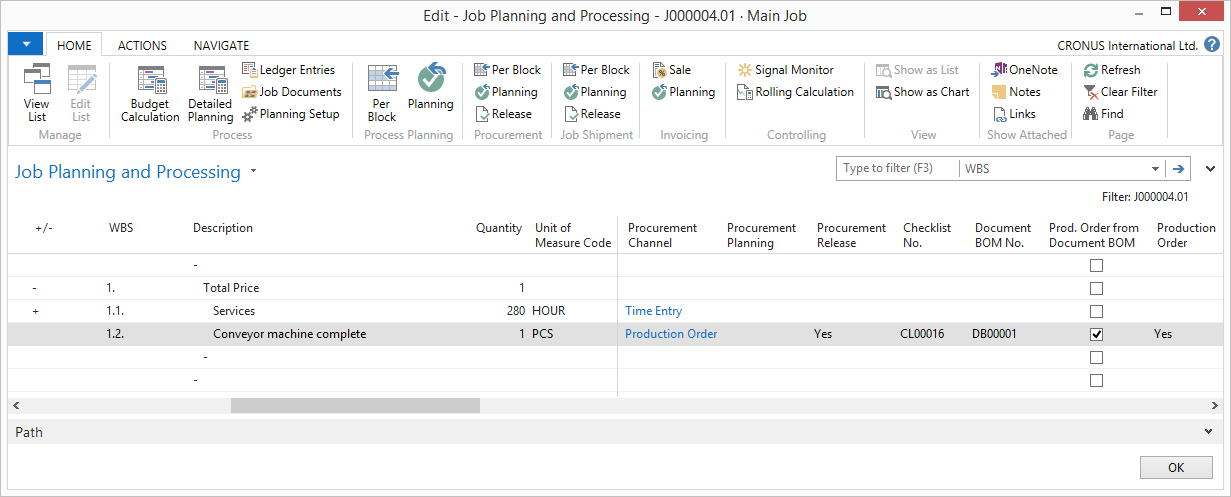 Edit - Job Planning and Processing - J000004.01 · Main Job
HOME ACTIONS NAVIGATE CRONUS International Ltd. ?
View List
Edit List
Manage
Budget Calculation
Detailed Planning
Ledger Entries
Job Documents
Planning Setup
Process
Per Block
Planning
Process Planning
Per Block
Planning
Release
Procurement
Per Block
Planning
Release
Job Shipment
Sale
Planning
Invoicing
Signal Monitor
Rolling Calculation
Controlling
Show as List
Show as Chart
View
OneNote
Notes
Links
Show Attached
Refresh
Clear Filter
Find
Page
Job Planning and Processing
Type to filter (F3) WBS
Filter: J000004.01
+/- WBS Description Quantity Unit of Measure Code Procurement Channel Procurement Planning Procurement Release Checklist No. Document BOM No. Prod. Order from Document BOM Production Order
-
- 1. Total Price 1
+ 1.1. Services 280 HOUR Time Entry
1.2. Conveyor machine complete 1 PCS Production Order Yes CL00016 DB00001 Yes
-
-
Path
OK